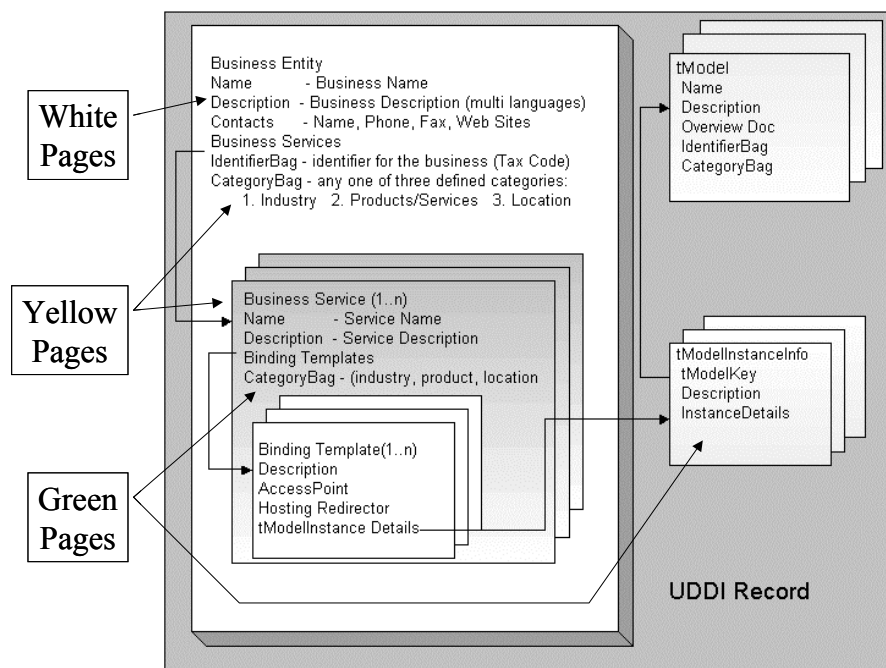 White
Pages
Yellow
Pages
Green
Pages
Business Entity
Name - Business Name
Description - Business Description (multi languages)
Contacts - Name, Phone, Fax, Web Sites
Business Services
IdentifierBag - identifier for the business (Tax Code)
CategoryBag - any one of three defined categories:
1. Industry 2. Products/Services 3. Location
Business Service (1..n)
Name - Service Name
Description - Service Description
Binding Templates
CategoryBag - (industry, product, location
Binding Template(1..n)
Description
AccessPoint
Hosting Redirector
tModelInstance Details
tModel
Name
Description
Overview Doc
IdentifierBag
CategoryBag
tModelInstanceInfo
tModelKey
Description
InstanceDetails
UDDI Record